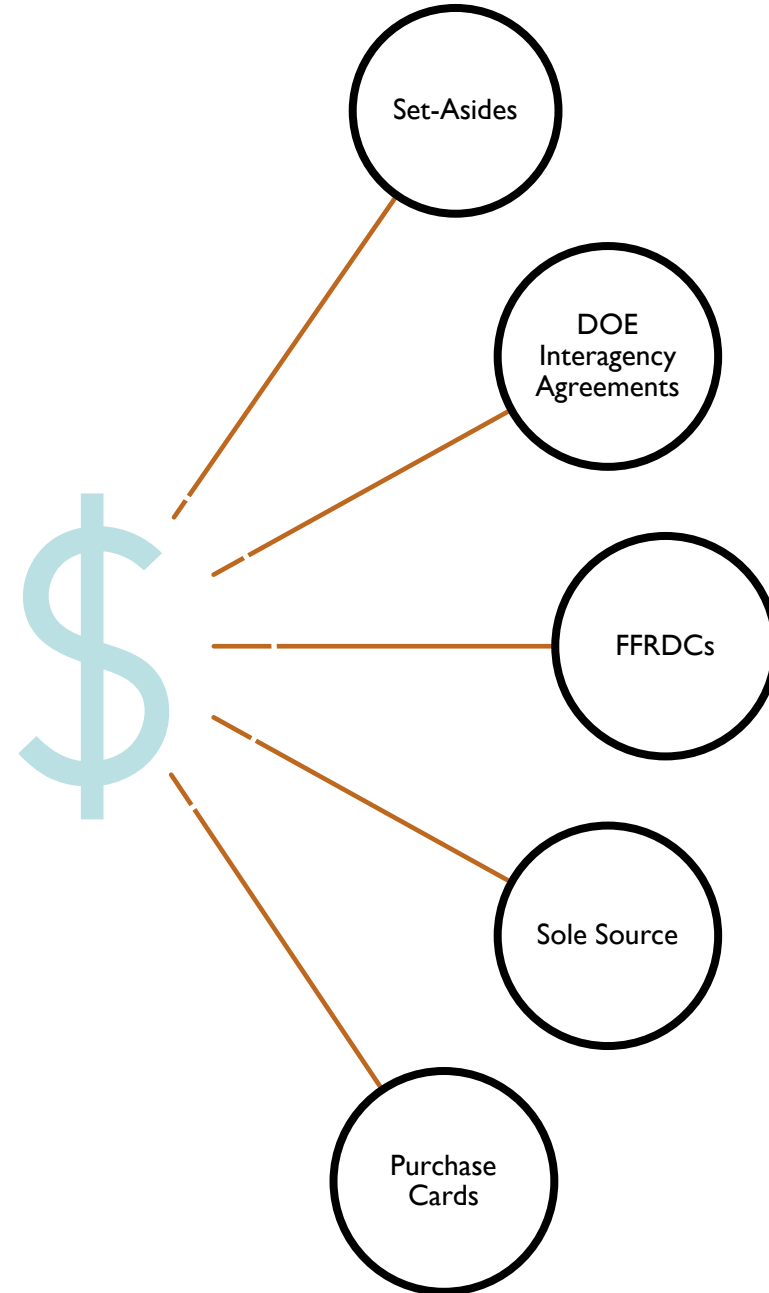 Set-Asides
DOE
Interagency
Agreements
FFRDCs
Sole Source
Purchase
Cards
$